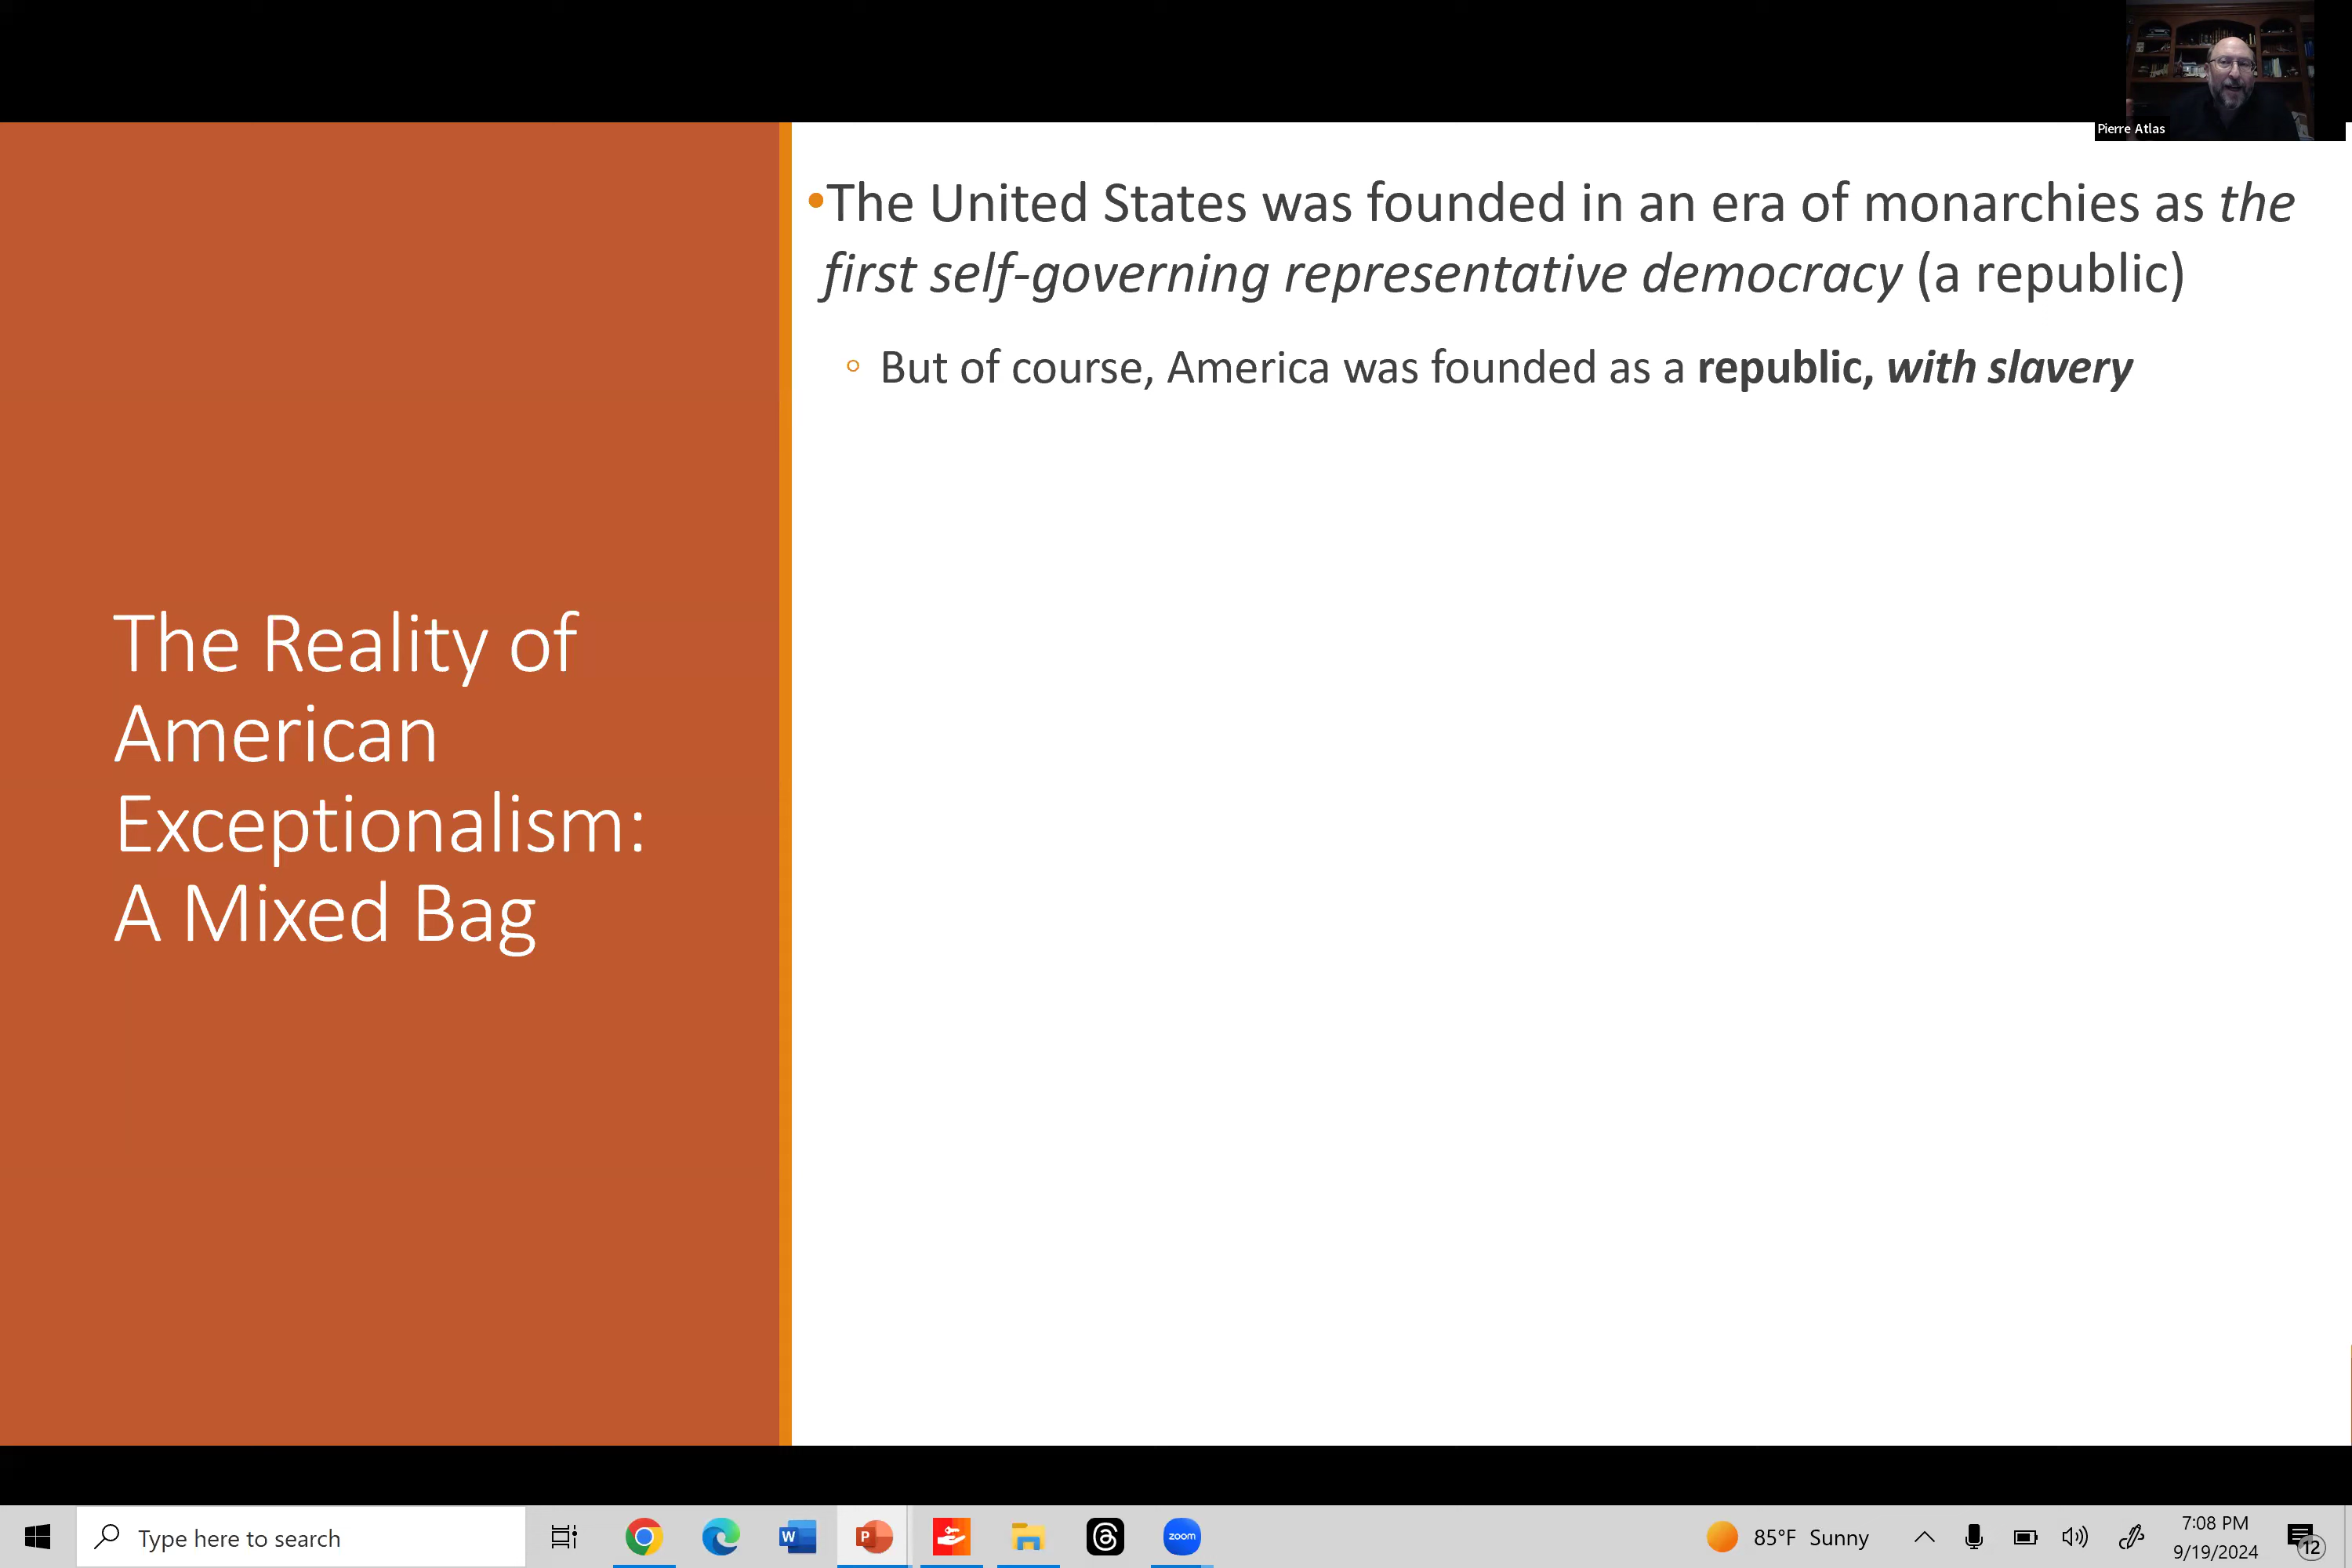 Pierre Atlas
•The United States was founded in an era of monarchies as the
first self-governing representative democracy (a republic)
◦ But of course, America was founded as a republic, with slavery
The Reality of
American
Exceptionalism:
A Mixed Bag
Type here to search
W
P
zoom
85°F Sunny
7:08 PM
9/19/2024
12